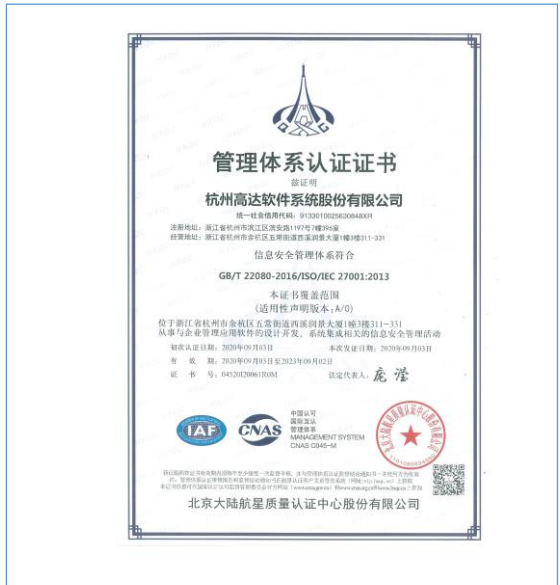 管理体系认证证书
兹证明
杭州高达软件系统股份有限公司
统一社会信用代码：91330100256306848XR
注册地址：浙江省杭州市滨江区滨安路1197号7幢396室
经营地址：浙江省杭州市余杭区五常街道西溪润景大厦1幢3楼311-331
信息安全管理体系符合
GB/T 22080-2016/ISO/IEC 27001:2013
本证书覆盖范围
(适用性声明版本:A/0)
位于浙江省杭州市余杭区五常街道西溪润景大厦1幢3楼311-331
从事与企业管理应用软件的设计开发、系统集成相关的信息安全管理活动
初次认证日期：2020年09月03日 本次发证日期：2020年09月03日
有 效 期：2020年09月03日至2023年09月02日
证 书 号：04520I20061R0M 法定代表人：庞滢
IAF
CNAS
中国认可
国际互认
管理体系
MANAGEMENT SYSTEM
CNAS C045-M
北京大陆航星质量认证中心股份有限公司